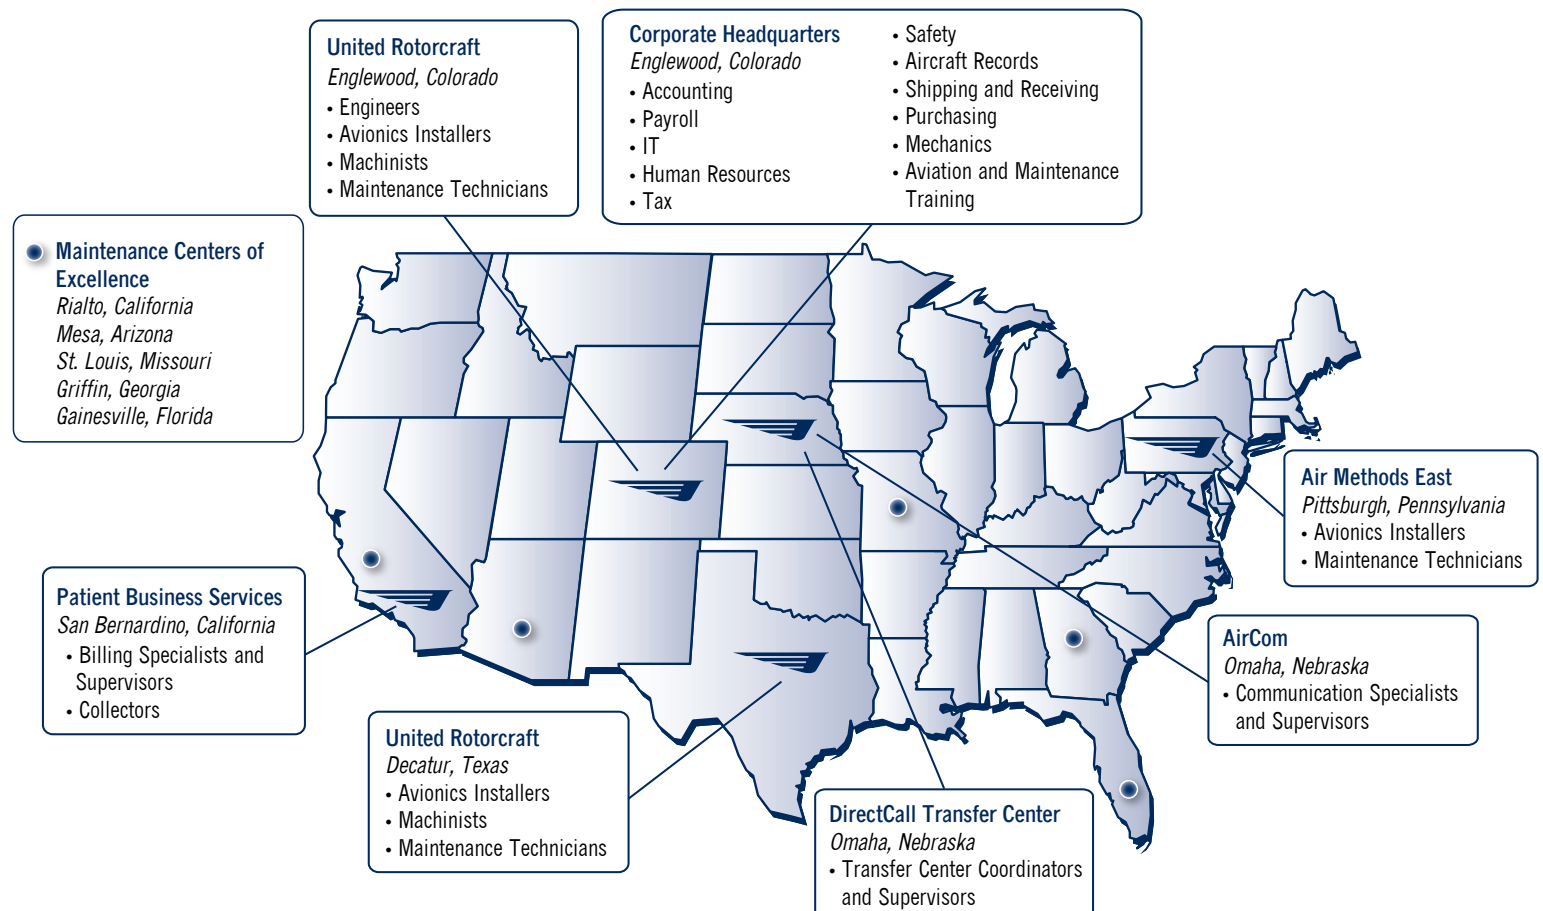 United Rotorcraft
Englewood, Colorado
• Engineers
• Avionics Installers
• Machinists
• Maintenance Technicians
Corporate Headquarters
Englewood, Colorado
• Accounting
• Payroll
• IT
• Human Resources
• Tax
• Safety
• Aircraft Records
• Shipping and Receiving
• Purchasing
• Mechanics
• Aviation and Maintenance
Training
Maintenance Centers of
Excellence
Rialto, California
Mesa, Arizona
St. Louis, Missouri
Griffin, Georgia
Gainesville, Florida
Air Methods East
Pittsburgh, Pennsylvania
• Avionics Installers
• Maintenance Technicians
Patient Business Services
San Bernardino, California
• Billing Specialists and
Supervisors
• Collectors
AirCom
Omaha, Nebraska
• Communication Specialists
and Supervisors
United Rotorcraft
Decatur, Texas
• Avionics Installers
• Machinists
• Maintenance Technicians
DirectCall Transfer Center
Omaha, Nebraska
• Transfer Center Coordinators
and Supervisors